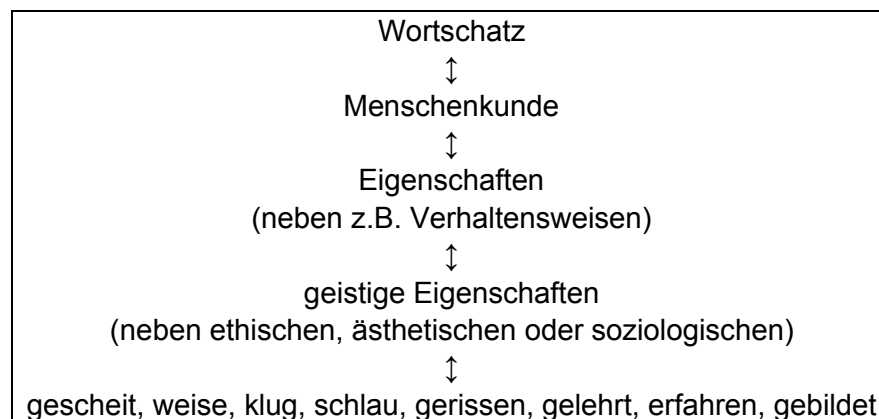 Wortschatz
↕
Menschenkunde
↕
Eigenschaften
(neben z.B. Verhaltensweisen)
↕
geistige Eigenschaften
(neben ethischen, ästhetischen oder soziologischen)
↕
gescheit, weise, klug, schlau, gerissen, gelehrt, erfahren, gebildet